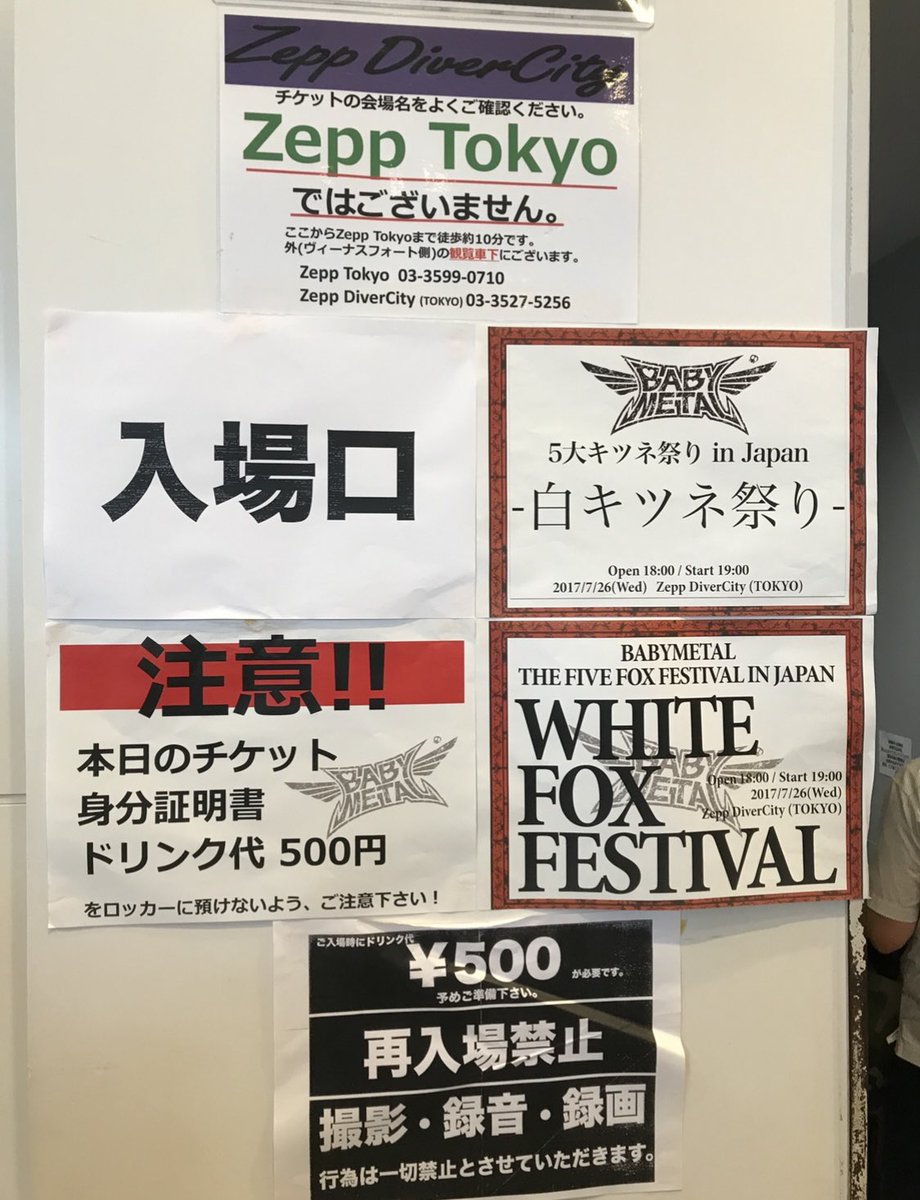 Zepp DiverCity
チケットの会場名をよくご確認ください。
Zepp Tokyo
ではございません。
ここからZepp Tokyoまで徒歩約10分です。
外(ヴィーナスフォート側)の観覧車下にございます。
Zepp Tokyo 03-3599-0710
Zepp DiverCity (TOKYO) 03-3527-5256
入場口
BABY
METAL
5大キツネ祭り in Japan
-白キツネ祭り-
Open 18:00 / Start 19:00
2017/7/26(Wed) Zepp DiverCity (TOKYO)
注意!!
本日のチケット
身分証明書
ドリンク代 500円
BABY
METAL
をロッカーに預けないよう、ご注意下さい！
BABYMETAL
THE FIVE FOX FESTIVAL IN JAPAN
WHITE
FOX
FESTIVAL
BABY
METAL
Open 18:00 / Start 19:00
2017/7/26(Wed)
Zepp DiverCity (TOKYO)
ご入場時にドリンク代
¥500 が必要です。
予めご準備下さい。
再入場禁止
撮影・録音・録画
行為は一切禁止とさせていただきます。